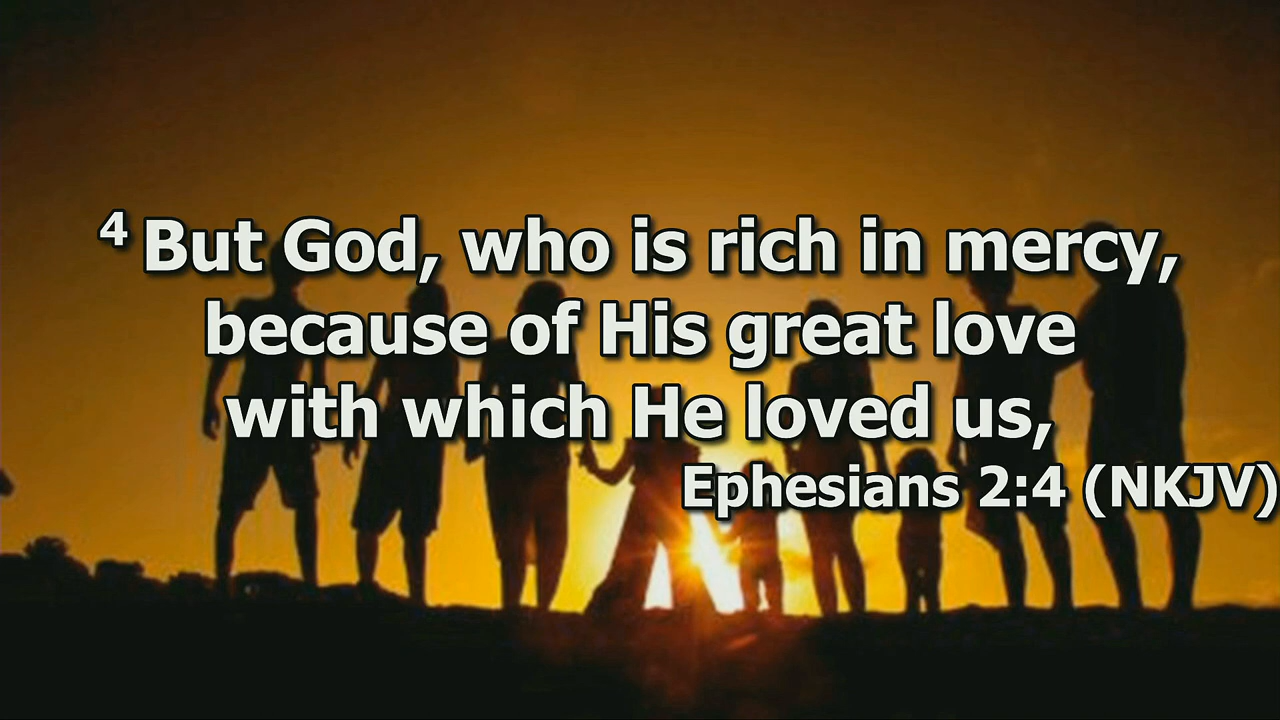 4 But God, who is rich in mercy,
because of His great love
with which He loved us,
Ephesians 2:4 (NKJV)